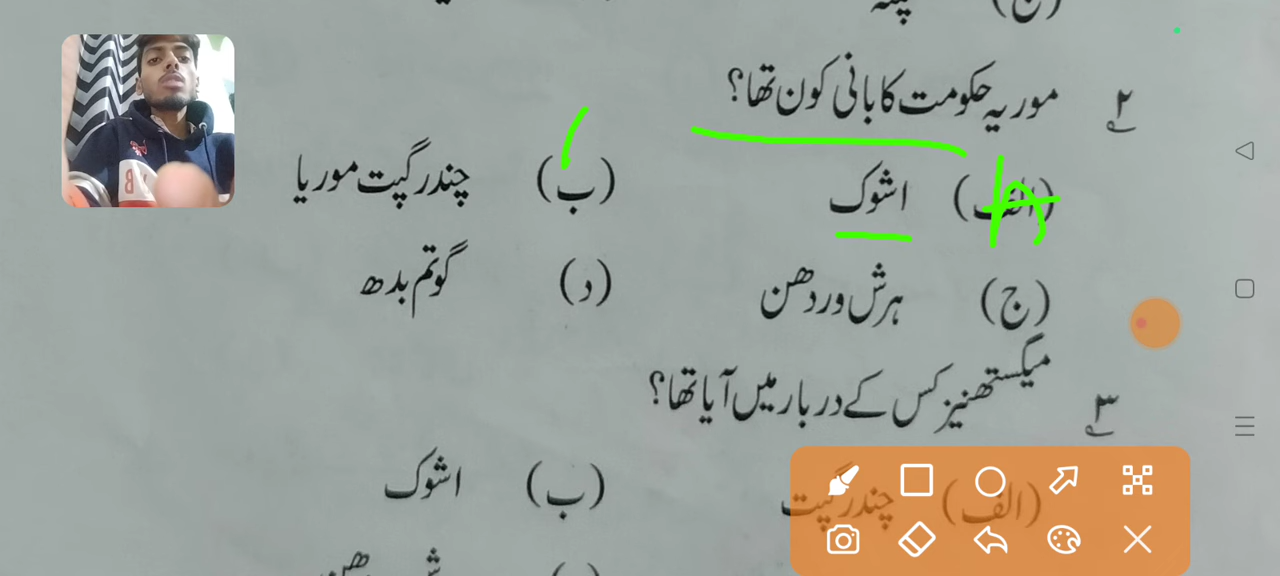 (ج) پٹنہ
۲ موریہ حکومت کا بانی کون تھا؟
(الف) اشوک (ب) چندر گپت موریا
(ج) ہرش وردھن (د) گوتم بدھ
۳ میگستھنیز کس کے دربار میں آیا تھا؟
(الف) چندر گپت (ب) اشوک